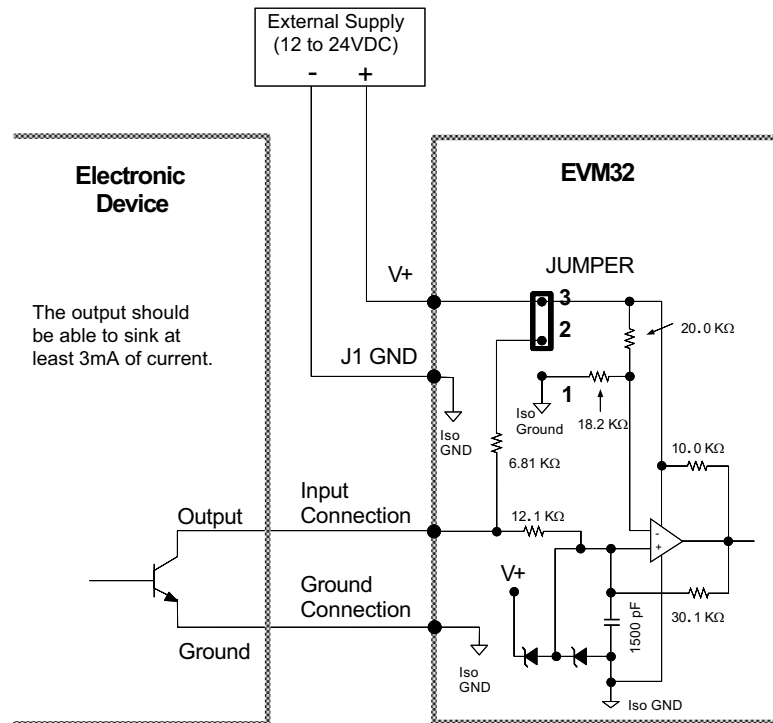 External Supply
(12 to 24VDC)
- +
Electronic
Device
EVM32
The output should
be able to sink at
least 3mA of current.
V+
JUMPER
3
2
20.0 KΩ
J1 GND
1
Iso
Ground
18.2 KΩ
Iso
GND
6.81 KΩ
10.0 KΩ
Output
Input
Connection
12.1 KΩ
-
+
V+
Ground
Connection
1500 pF
30.1 KΩ
Ground
Iso
GND
Iso GND